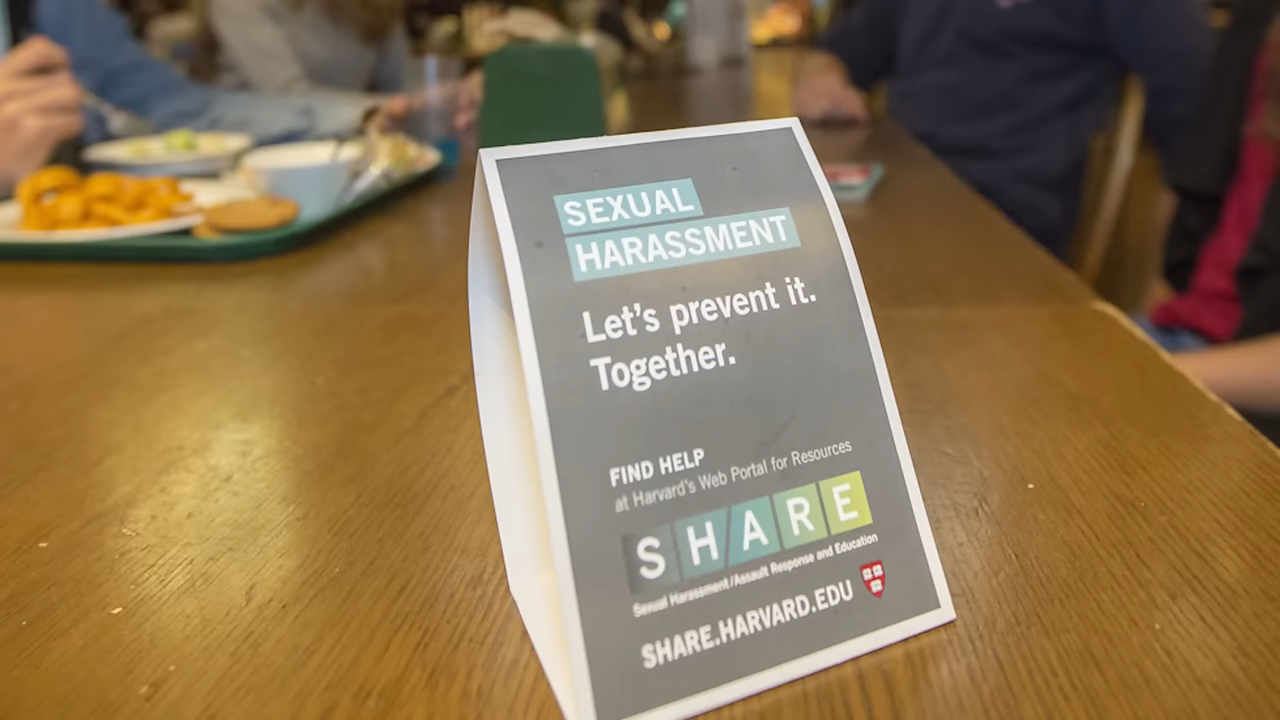 SEXUAL
HARASSMENT
Let's prevent it.
Together.
FIND HELP
at Harvard's Web Portal for Resources
SHARE
Sexual Harassment/Assault Response and Education
SHARE.HARVARD.EDU